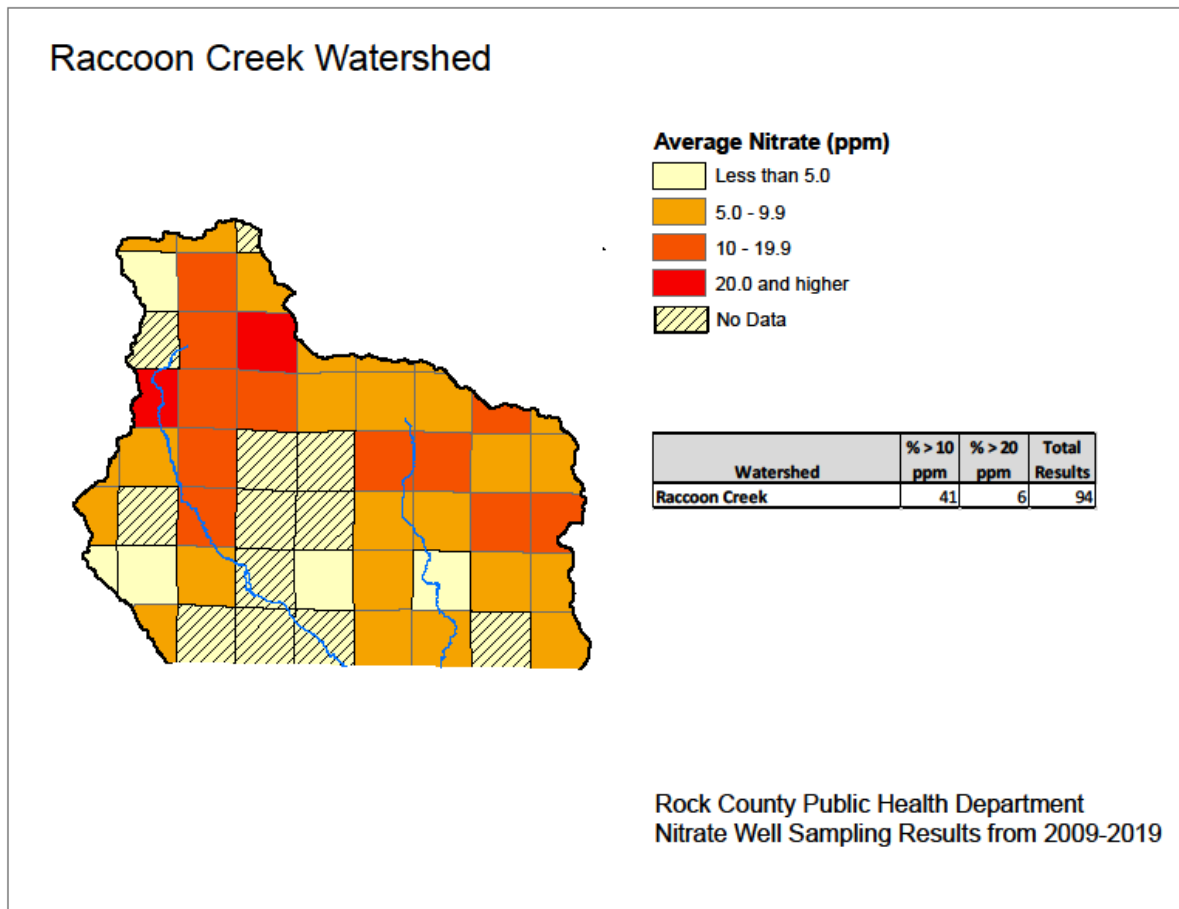 Raccoon Creek Watershed
Average Nitrate (ppm)
Less than 5.0
5.0 - 9.9
10 - 19.9
20.0 and higher
No Data
Watershed % > 10 ppm % > 20 ppm Total Results
Raccoon Creek 41 6 94
Rock County Public Health Department
Nitrate Well Sampling Results from 2009-2019